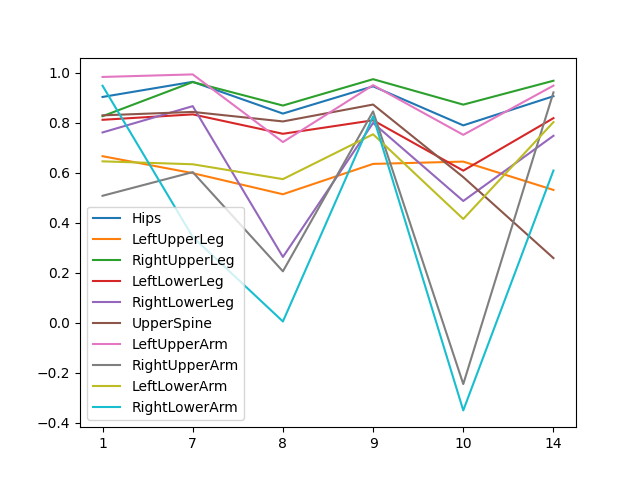 1.0
0.8
0.6
0.4
0.2
0.0
−0.2
−0.4
Hips
LeftUpperLeg
RightUpperLeg
LeftLowerLeg
RightLowerLeg
UpperSpine
LeftUpperArm
RightUpperArm
LeftLowerArm
RightLowerArm
1 7 8 9 10 14